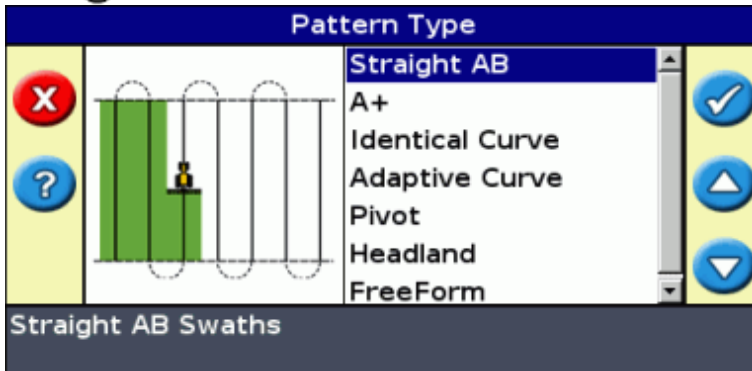 Pattern Type
Straight AB
A+
Identical Curve
Adaptive Curve
Pivot
Headland
FreeForm
Straight AB Swaths